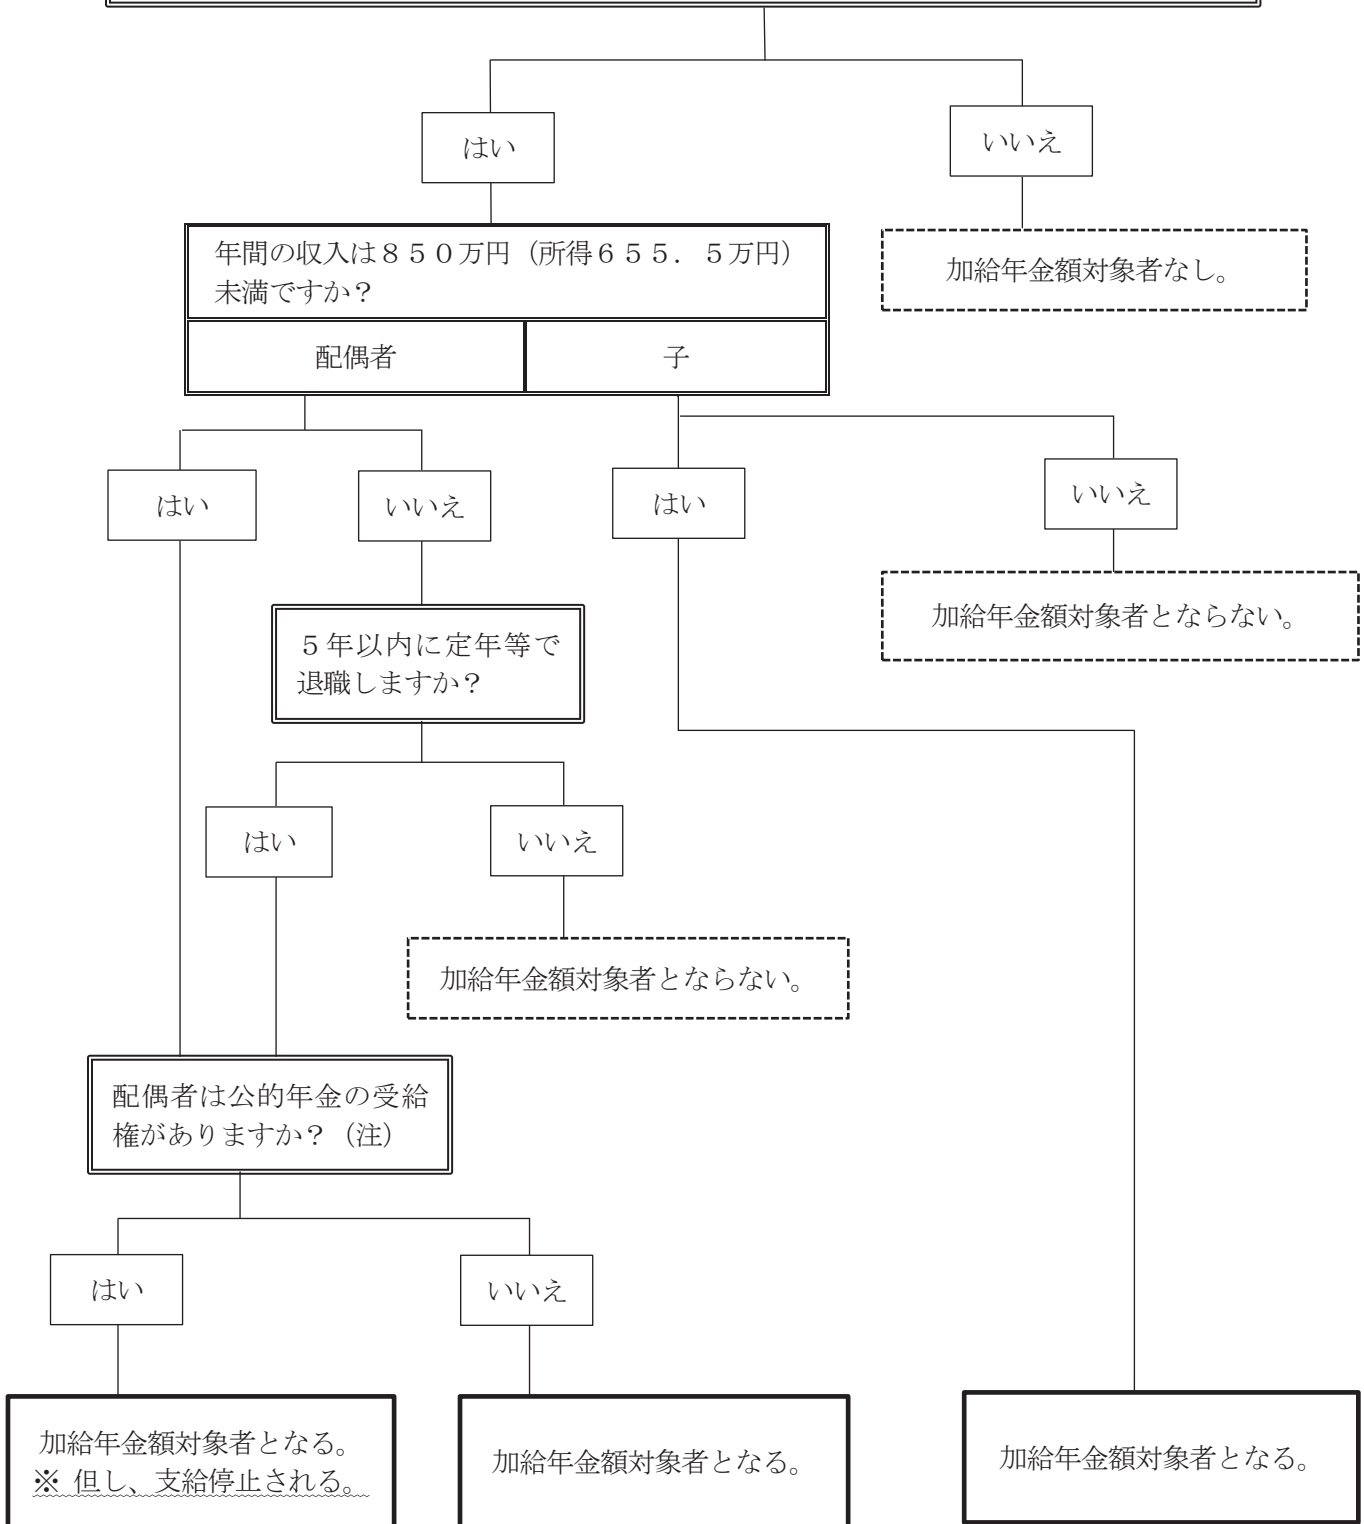 はい
いいえ
年間の収入は８５０万円（所得６５５．５万円）
未満ですか？
加給年金額対象者なし。
配偶者
子
はい
いいえ
はい
いいえ
加給年金額対象者とならない。
５年以内に定年等で
退職しますか？
はい
いいえ
加給年金額対象者とならない。
配偶者は公的年金の受給
権がありますか？（注）
はい
いいえ
加給年金額対象者となる。
※ 但し、支給停止される。
加給年金額対象者となる。
加給年金額対象者となる。